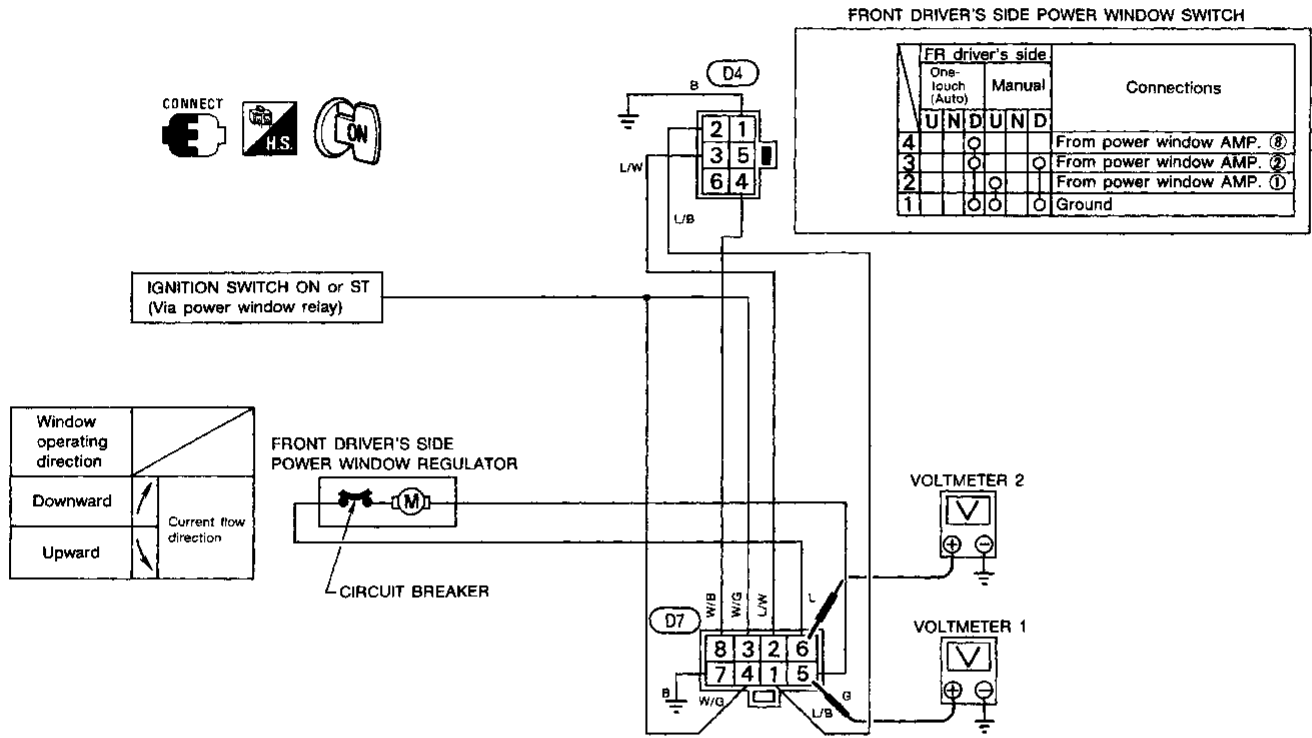 FRONT DRIVER'S SIDE POWER WINDOW SWITCH
FR driver's side
One-touch (Auto)
Manual
Connections
U N D U N D
4 From power window AMP. ⑧
3 From power window AMP. ②
2 From power window AMP. ①
1 Ground
CONNECT
H.S.
ON
D4
B
2 1
3 5
6 4
L/W
L/B
IGNITION SWITCH ON or ST
(Via power window relay)
Window
operating
direction
Downward
Upward
Current flow
direction
FRONT DRIVER'S SIDE
POWER WINDOW REGULATOR
M
CIRCUIT BREAKER
VOLTMETER 2
V
+ -
VOLTMETER 1
V
+ -
W/B
W/G
L/W
L
D7
8 3 2 6
7 4 1 5
B
W/G
L/B
G